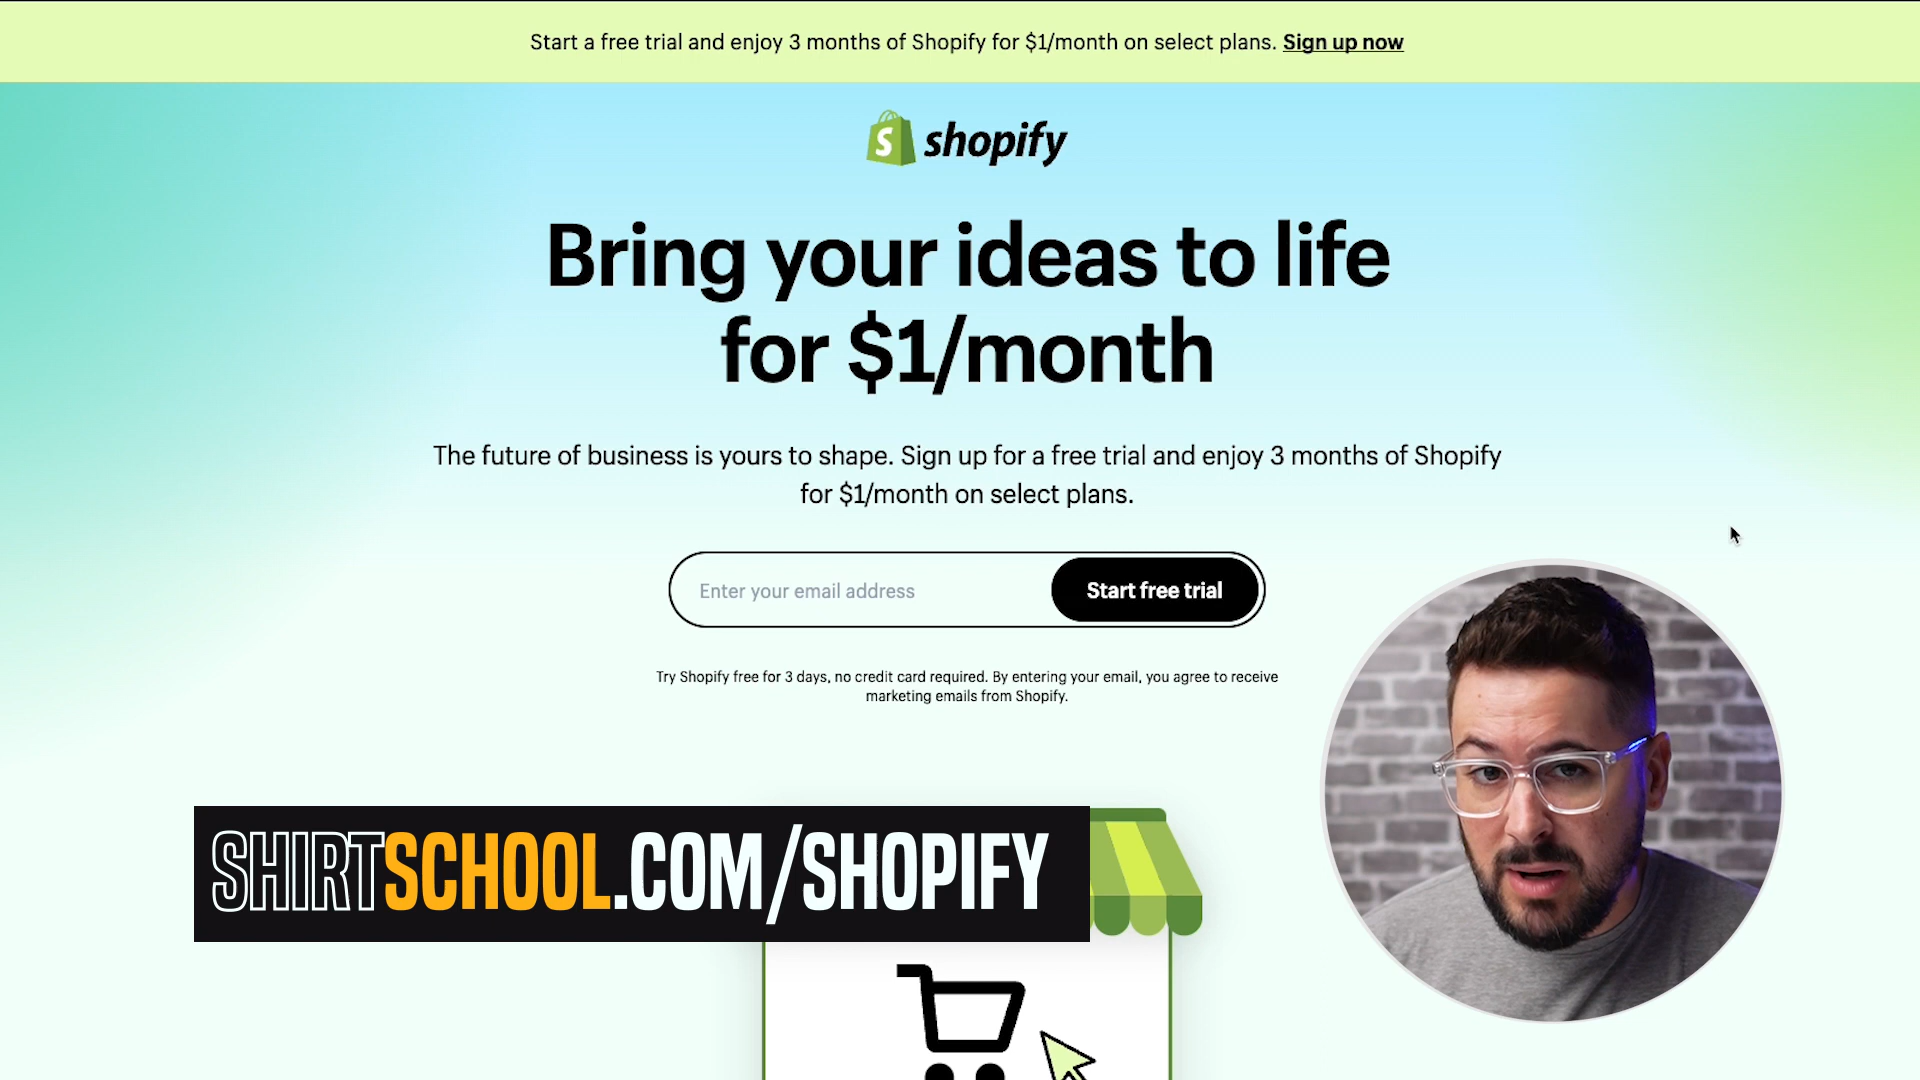 Start a free trial and enjoy 3 months of Shopify for $1/month on select plans. Sign up now
shopify
Bring your ideas to life
for $1/month
The future of business is yours to shape. Sign up for a free trial and enjoy 3 months of Shopify
for $1/month on select plans.
Enter your email address
Start free trial
Try Shopify free for 3 days, no credit card required. By entering your email, you agree to receive
marketing emails from Shopify.
SHIRTSCHOOL.COM/SHOPIFY